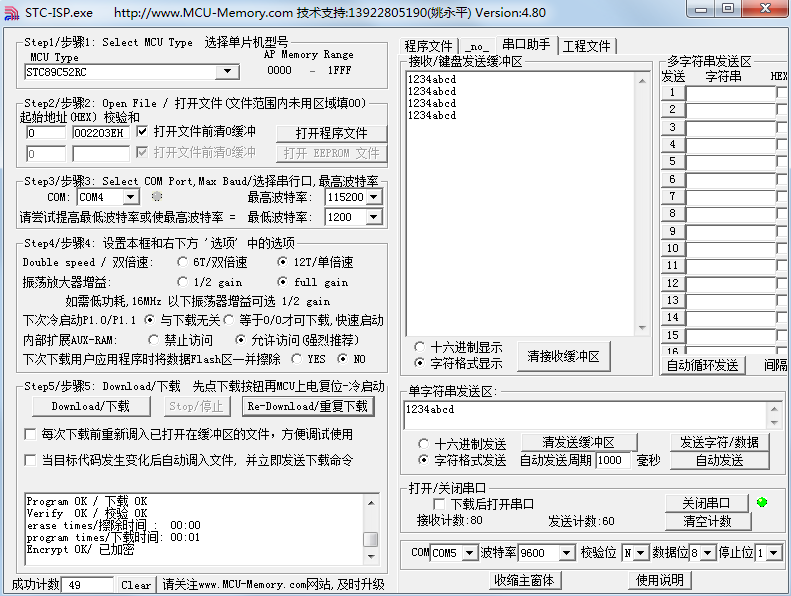 STC-ISP.exe http://www.MCU-Memory.com 技术支持:13922805190(姚永平) Version:4.80
Step1/步骤1: Select MCU Type 选择单片机型号
MCU Type AP Memory Range
STC89C52RC 0000 - 1FFF
Step2/步骤2: Open File / 打开文件(文件范围内未用区域填00)
起始地址(HEX) 校验和
0 002203EH 打开文件前清0缓冲 打开程序文件
0 打开文件前清0缓冲 打开 EEPROM 文件
Step3/步骤3: Select COM Port,Max Baud/选择串行口,最高波特率
COM: COM4 最高波特率: 115200
请尝试提高最低波特率或使最高波特率 = 最低波特率: 1200
Step4/步骤4: 设置本框和右下方 '选项' 中的选项
Double speed / 双倍速: 6T/双倍速 12T/单倍速
振荡放大器增益: 1/2 gain full gain
如需低功耗,16MHz 以下振荡器增益可选 1/2 gain
下次冷启动P1.0/P1.1 与下载无关 等于0/0才可下载,快速启动
内部扩展AUX-RAM: 禁止访问 允许访问(强烈推荐)
下次下载用户应用程序时将数据Flash区一并擦除 YES NO
Step5/步骤5: Download/下载 先点下载按钮再MCU上电复位-冷启动
Download/下载 Stop/停止 Re-Download/重复下载
每次下载前重新调入已打开在缓冲区的文件，方便调试使用
当目标代码发生变化后自动调入文件, 并立即发送下载命令
Program OK / 下载 OK
Verify OK / 校验 OK
erase times/擦除时间 : 00:00
program times/下载时间: 00:01
Encrypt OK/ 已加密
成功计数 49 Clear 请关注www.MCU-Memory.com网站,及时升级
程序文件 _no_ 串口助手 工程文件
接收/键盘发送缓冲区
1234abcd
1234abcd
1234abcd
1234abcd
十六进制显示
字符格式显示 清接收缓冲区
多字符串发送区
发送 字符串 HEX
1
2
3
4
5
6
7
8
9
10
11
12
13
14
15
16
自动循环发送 间隔
单字符串发送区:
1234abcd
十六进制发送 清发送缓冲区 发送字符/数据
字符格式发送 自动发送周期 1000 毫秒 自动发送
打开/关闭串口
下载后打开串口 关闭串口
接收计数:80 发送计数:60 清空计数
COM COM5 波特率 9600 校验位 N 数据位 8 停止位 1
收缩主窗体 使用说明